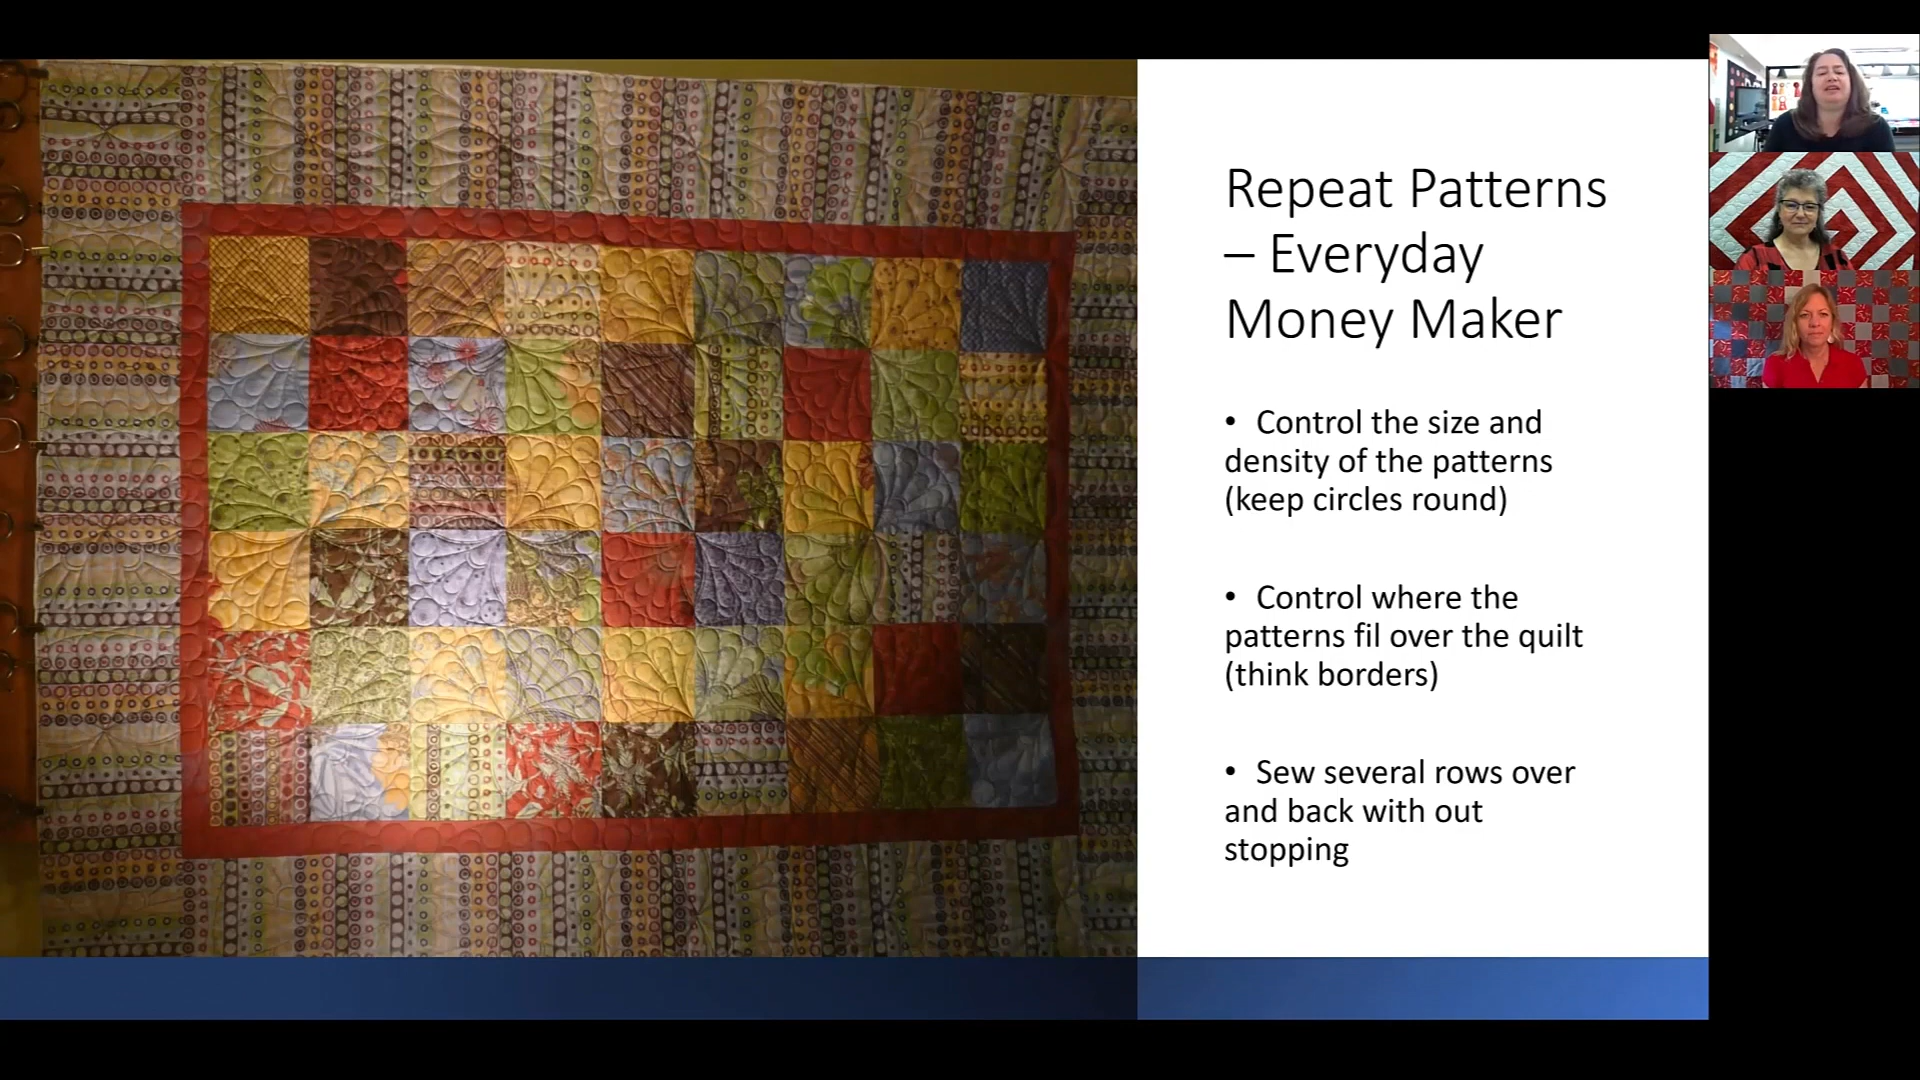 Repeat Patterns
– Everyday
Money Maker
• Control the size and
density of the patterns
(keep circles round)
• Control where the
patterns fil over the quilt
(think borders)
• Sew several rows over
and back with out
stopping